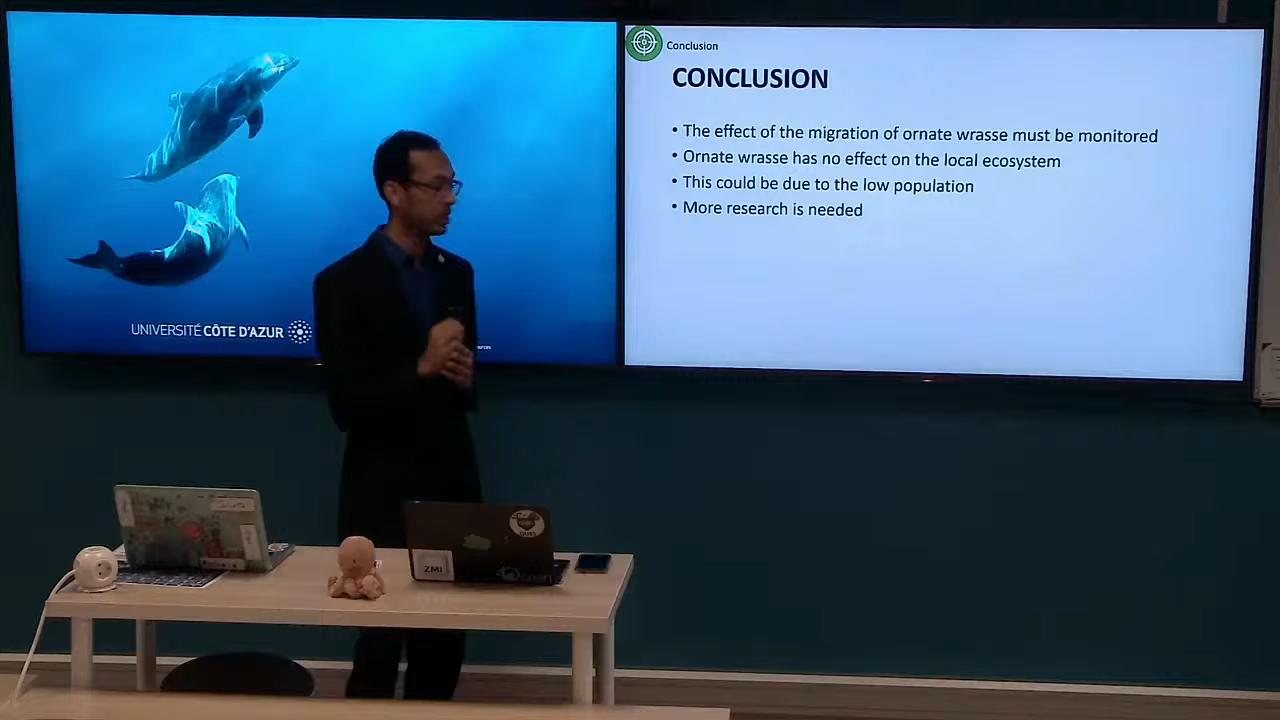 UNIVERSITÉ CÔTE D'AZUR
Conclusion
CONCLUSION
• The effect of the migration of ornate wrasse must be monitored
• Ornate wrasse has no effect on the local ecosystem
• This could be due to the low population
• More research is needed
ZMI